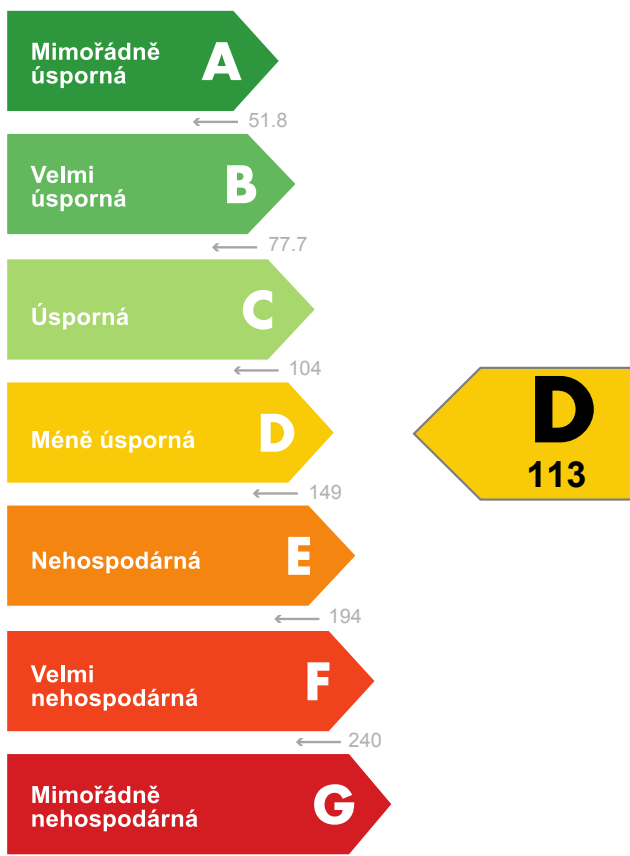 Mimořádně
úsporná
A
← 51.8
Velmi
úsporná
B
← 77.7
Úsporná
C
← 104
Méně úsporná
D
D
113
← 149
Nehospodárná
E
← 194
Velmi
nehospodárná
F
← 240
Mimořádně
nehospodárná
G